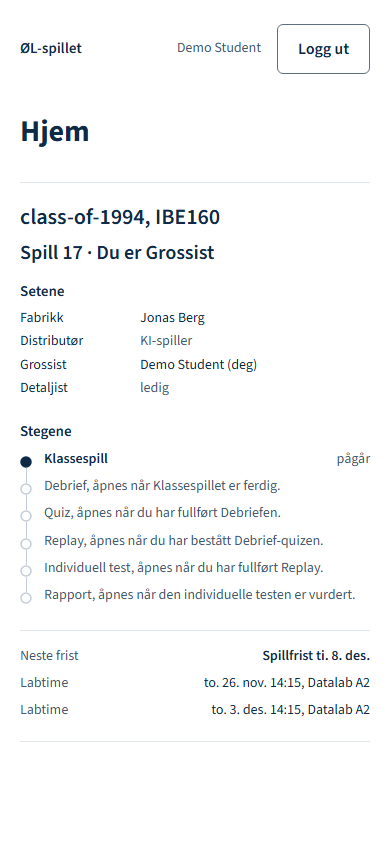 ØL-spillet Demo Student Logg ut
Hjem
class-of-1994, IBE160
Spill 17 · Du er Grossist
Setene
Fabrikk Jonas Berg
Distributør KI-spiller
Grossist Demo Student (deg)
Detaljist ledig
Stegene
Klassespill pågår
Debrief, åpnes når Klassespillet er ferdig.
Quiz, åpnes når du har fullført Debriefen.
Replay, åpnes når du har bestått Debrief-quizen.
Individuell test, åpnes når du har fullført Replay.
Rapport, åpnes når den individuelle testen er vurdert.
Neste frist Spillfrist ti. 8. des.
Labtime to. 26. nov. 14:15, Datalab A2
Labtime to. 3. des. 14:15, Datalab A2